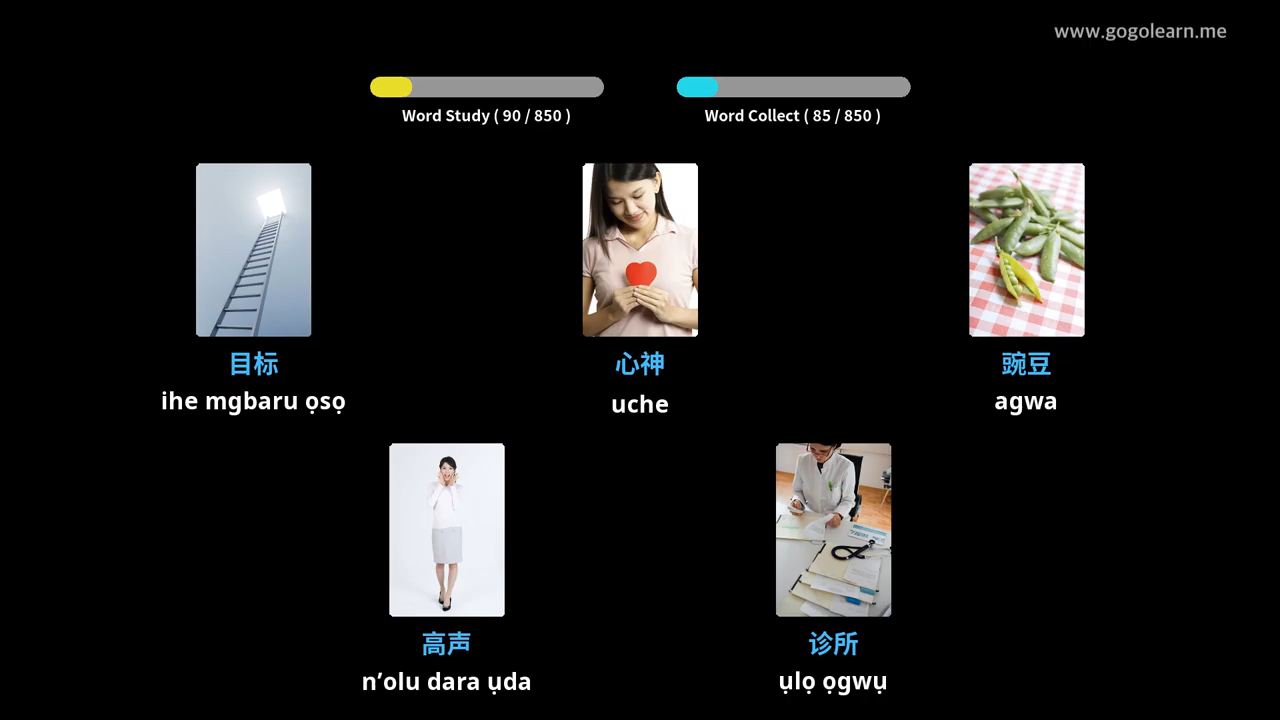 www.gogolearn.me
Word Study ( 90 / 850 )
Word Collect ( 85 / 850 )
目标
ihe mgbaru ọsọ
心神
uche
豌豆
agwa
高声
n’olu dara ụda
诊所
ụlọ ọgwụ